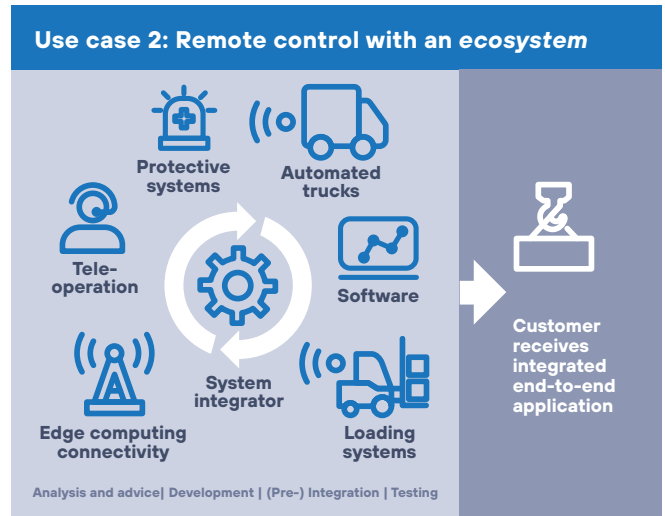 Use case 2: Remote control with an ecosystem
Protective
systems
Automated
trucks
Tele-
operation
Software
System
integrator
Edge computing
connectivity
Loading
systems
Analysis and advice| Development | (Pre-) Integration | Testing
Customer
receives
integrated
end-to-end
application